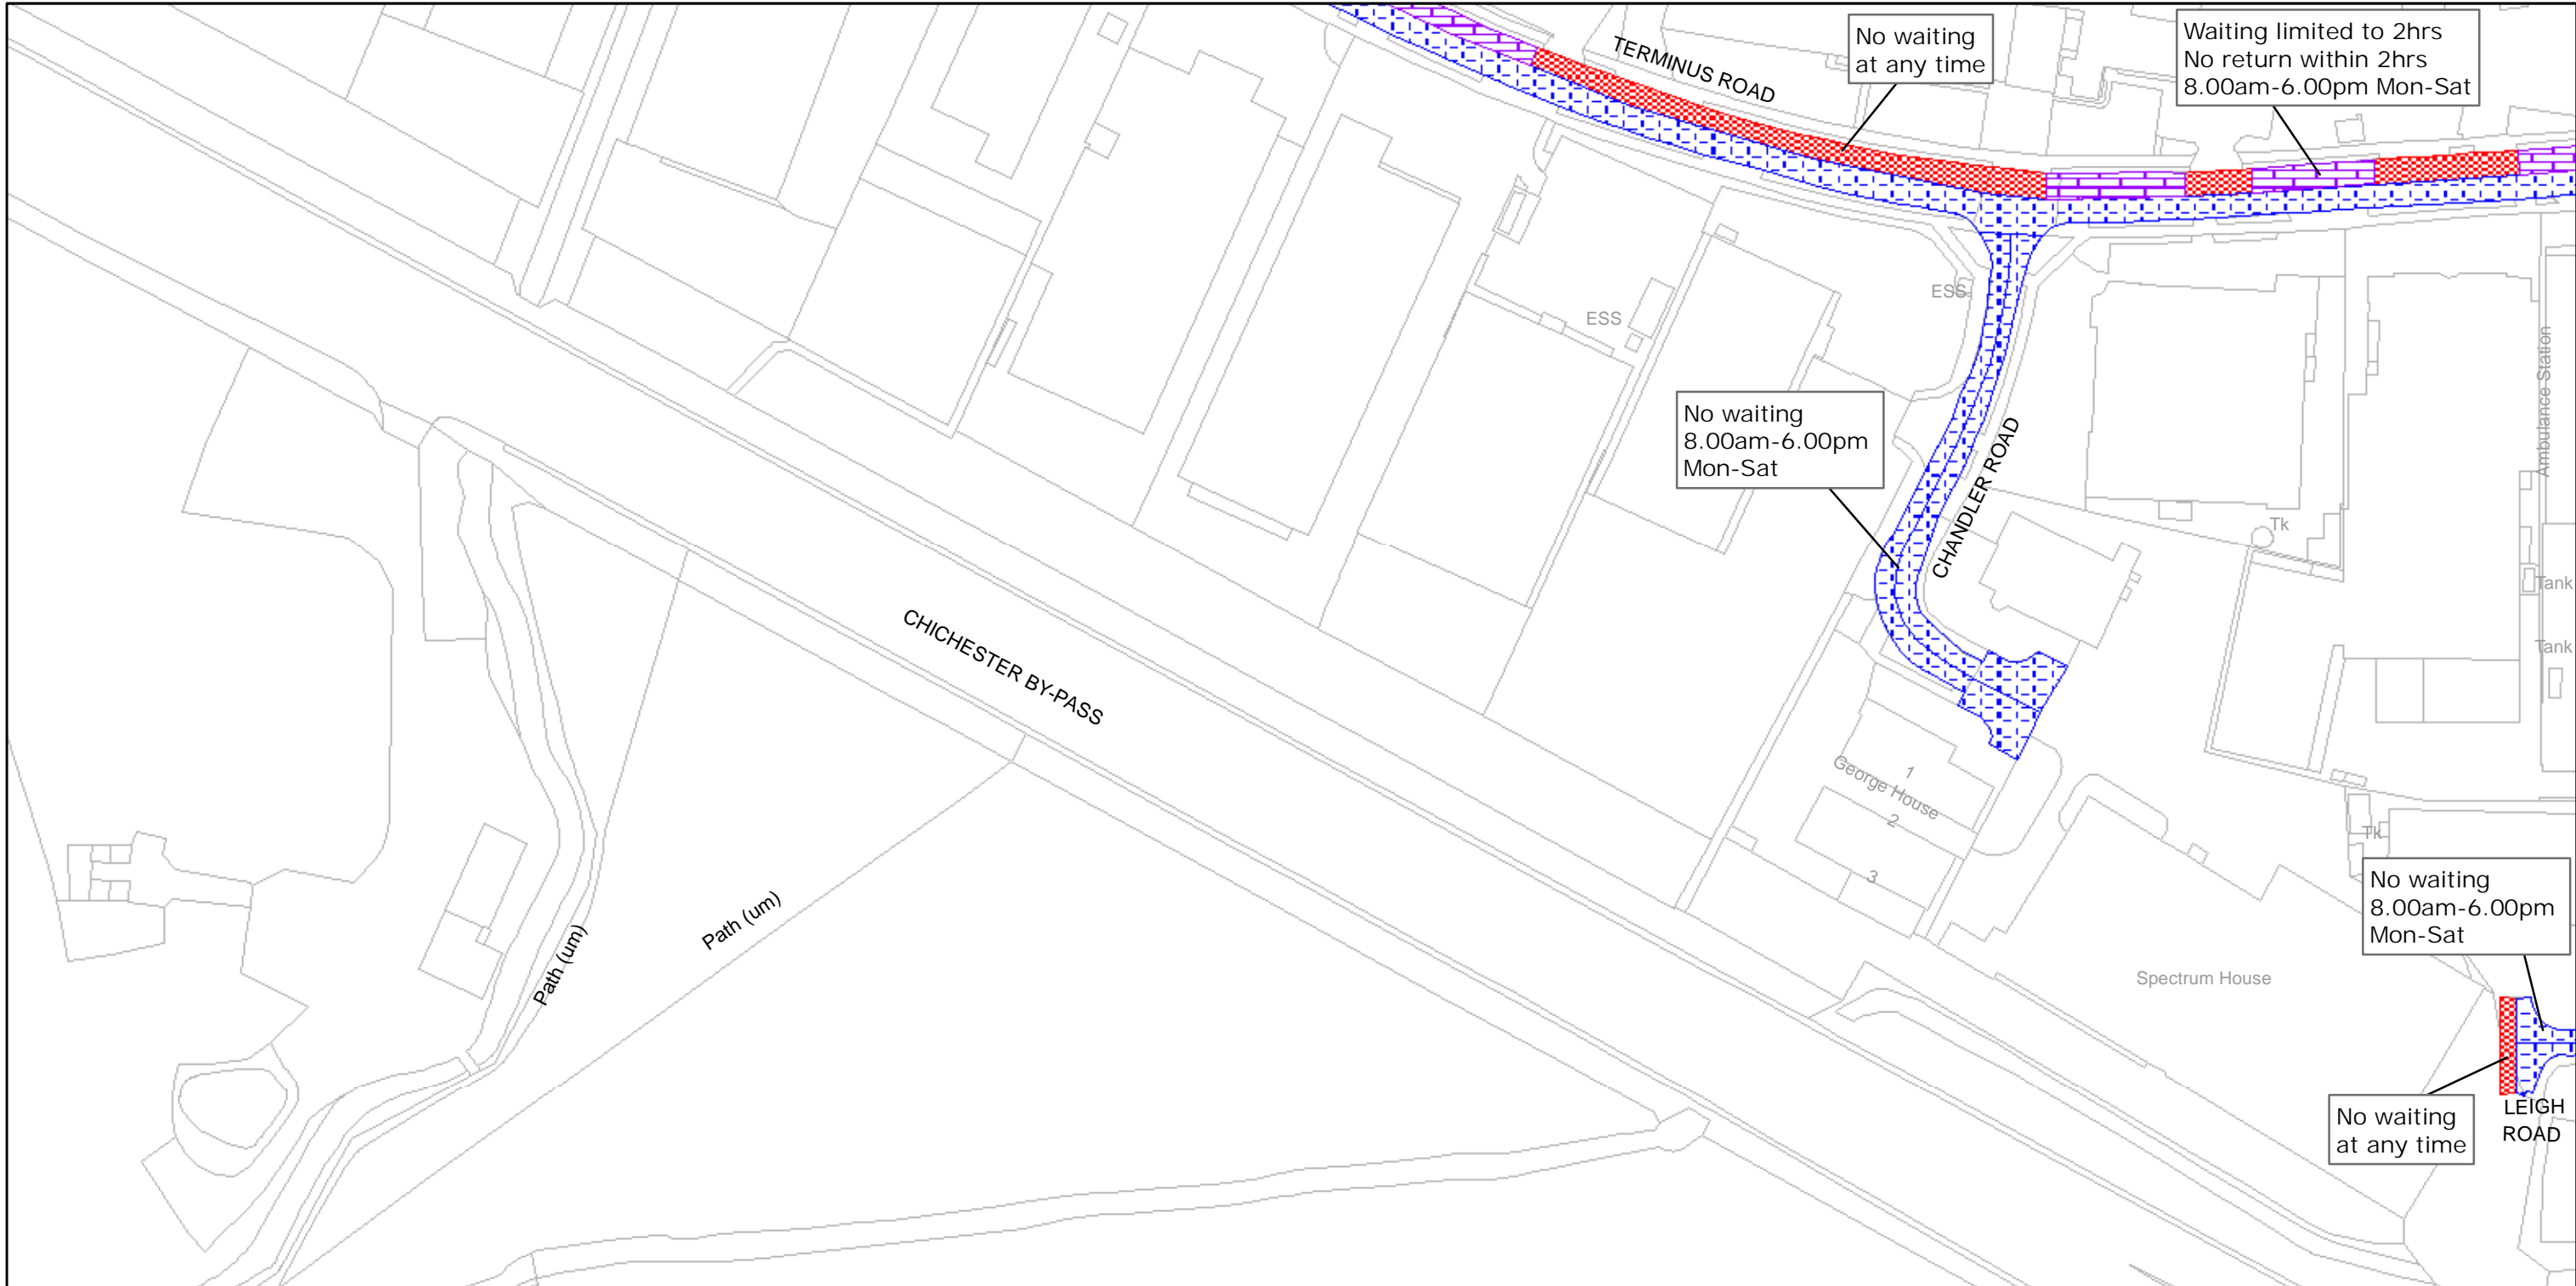 TERMINUS ROAD
No waiting
at any time
Waiting limited to 2hrs
No return within 2hrs
8.00am-6.00pm Mon-Sat
ESS
ESS
Ambulance Station
No waiting
8.00am-6.00pm
Mon-Sat
CHANDLER ROAD
Tk
Tank
Tank
CHICHESTER BY-PASS
1
George House
2
3
Tk
No waiting
8.00am-6.00pm
Mon-Sat
Path (um)
Path (um)
Spectrum House
No waiting
at any time
LEIGH
ROAD